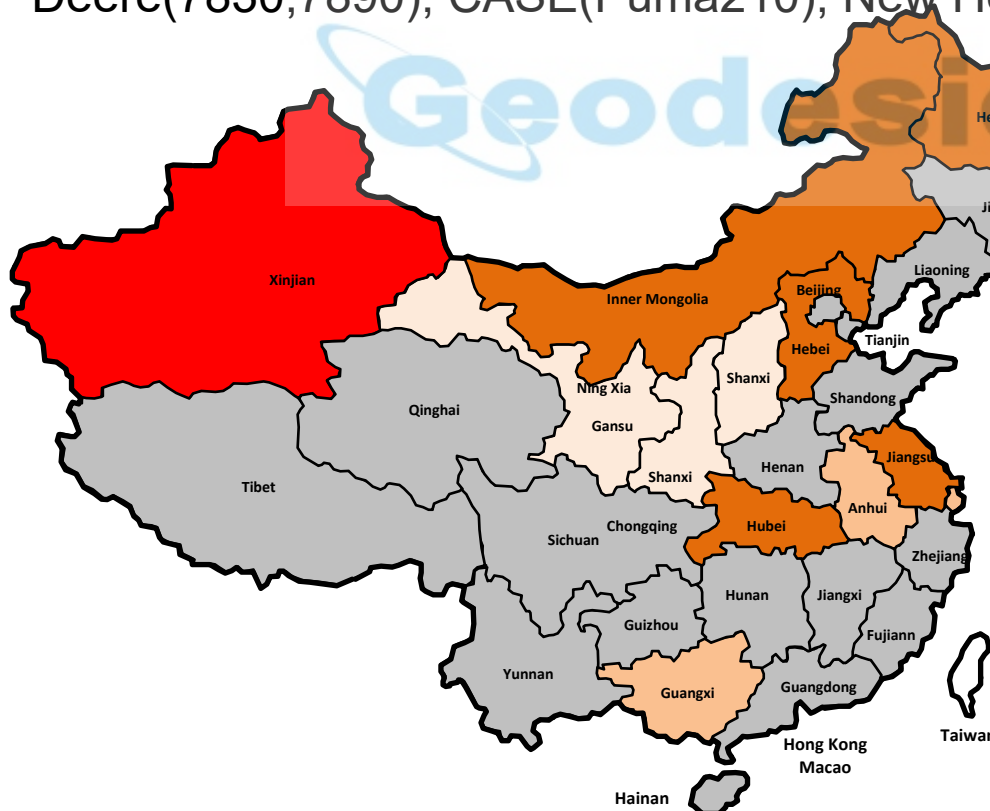 Deere(7830,7890), CASE(Puma210), New Ho
Geodesi
He
Ji
Xinjian
Inner Mongolia
Beijing
Liaoning
Tianjin
Hebei
Shanxi
Ning Xia
Gansu
Qinghai
Shandong
Shanxi
Henan
Jiangsu
Tibet
Anhui
Chongqing
Sichuan
Hubei
Zhejiang
Hunan
Jiangxi
Guizhou
Fujiann
Yunnan
Guangxi
Guangdong
Taiwan
Hong Kong
Macao
Hainan